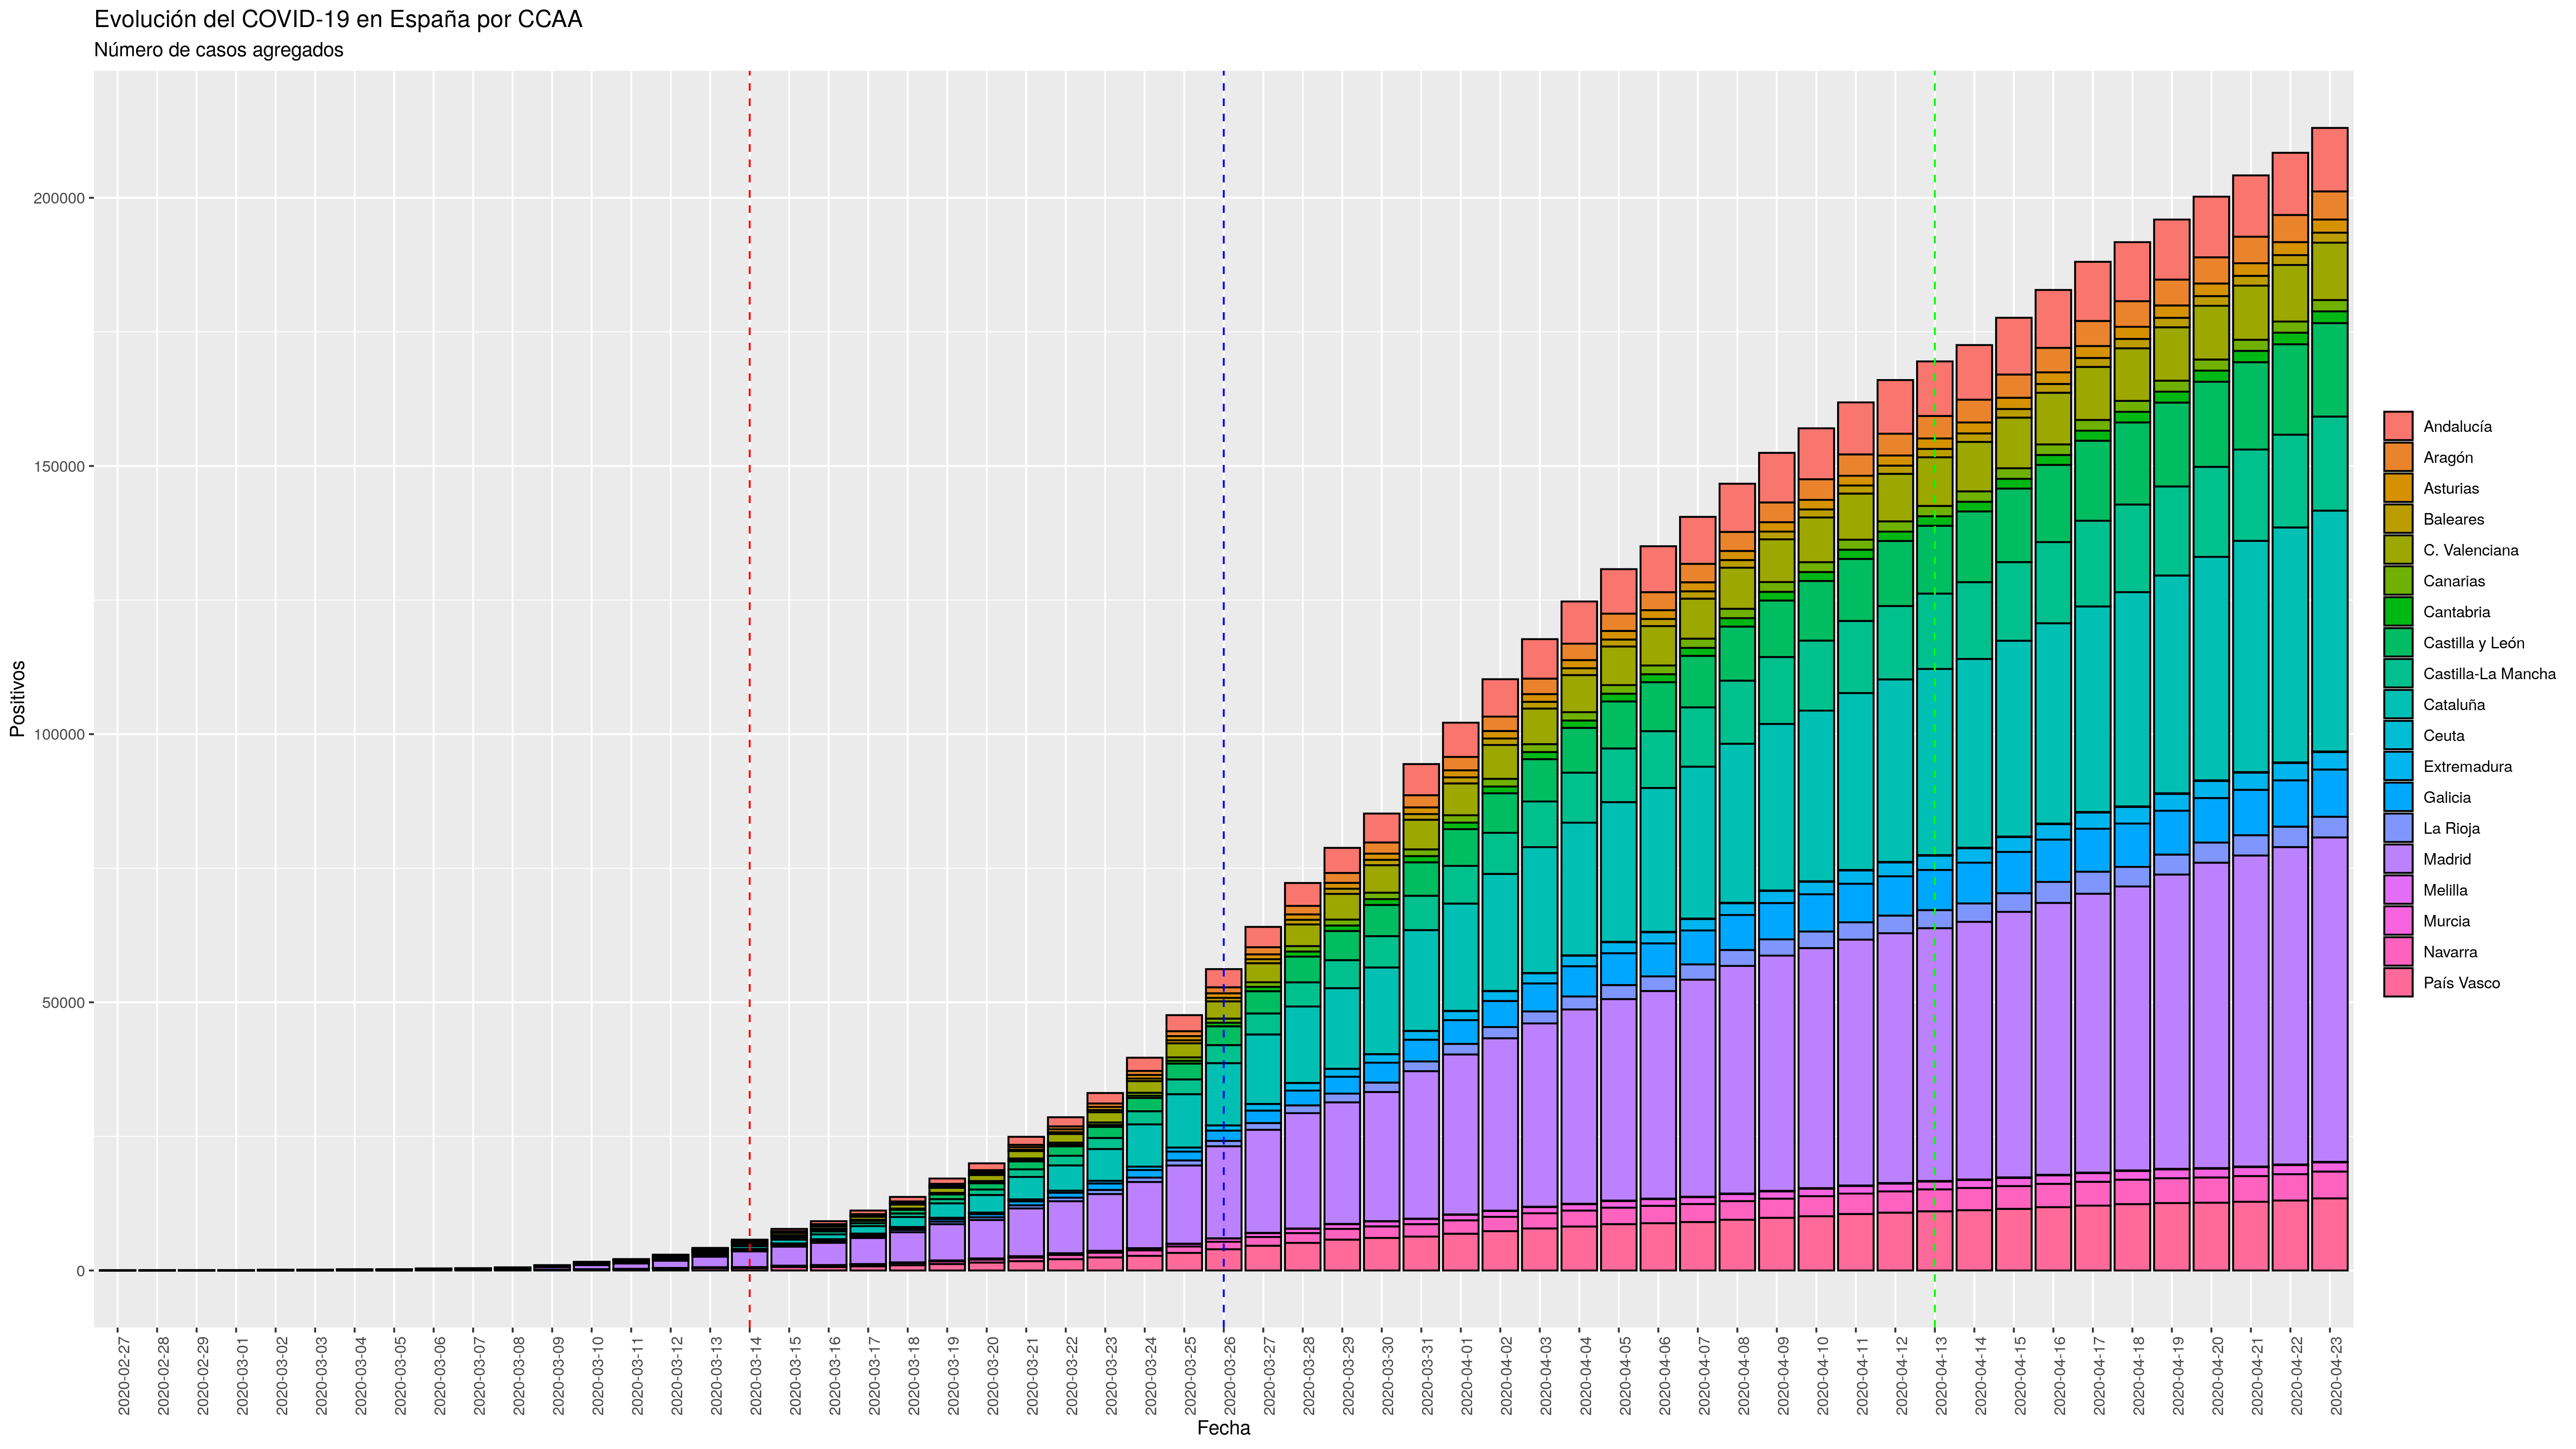 Evolución del COVID-19 en España por CCAA
Número de casos agregados
Positivos
200000
150000
100000
50000
0
2020-02-27
2020-02-28
2020-02-29
2020-03-01
2020-03-02
2020-03-03
2020-03-04
2020-03-05
2020-03-06
2020-03-07
2020-03-08
2020-03-09
2020-03-10
2020-03-11
2020-03-12
2020-03-13
2020-03-14
2020-03-15
2020-03-16
2020-03-17
2020-03-18
2020-03-19
2020-03-20
2020-03-21
2020-03-22
2020-03-23
2020-03-24
2020-03-25
2020-03-26
2020-03-27
2020-03-28
2020-03-29
2020-03-30
2020-03-31
2020-04-01
2020-04-02
2020-04-03
2020-04-04
2020-04-05
2020-04-06
2020-04-07
2020-04-08
2020-04-09
2020-04-10
2020-04-11
2020-04-12
2020-04-13
2020-04-14
2020-04-15
2020-04-16
2020-04-17
2020-04-18
2020-04-19
2020-04-20
2020-04-21
2020-04-22
2020-04-23
Fecha
Andalucía
Aragón
Asturias
Baleares
C. Valenciana
Canarias
Cantabria
Castilla y León
Castilla-La Mancha
Cataluña
Ceuta
Extremadura
Galicia
La Rioja
Madrid
Melilla
Murcia
Navarra
País Vasco